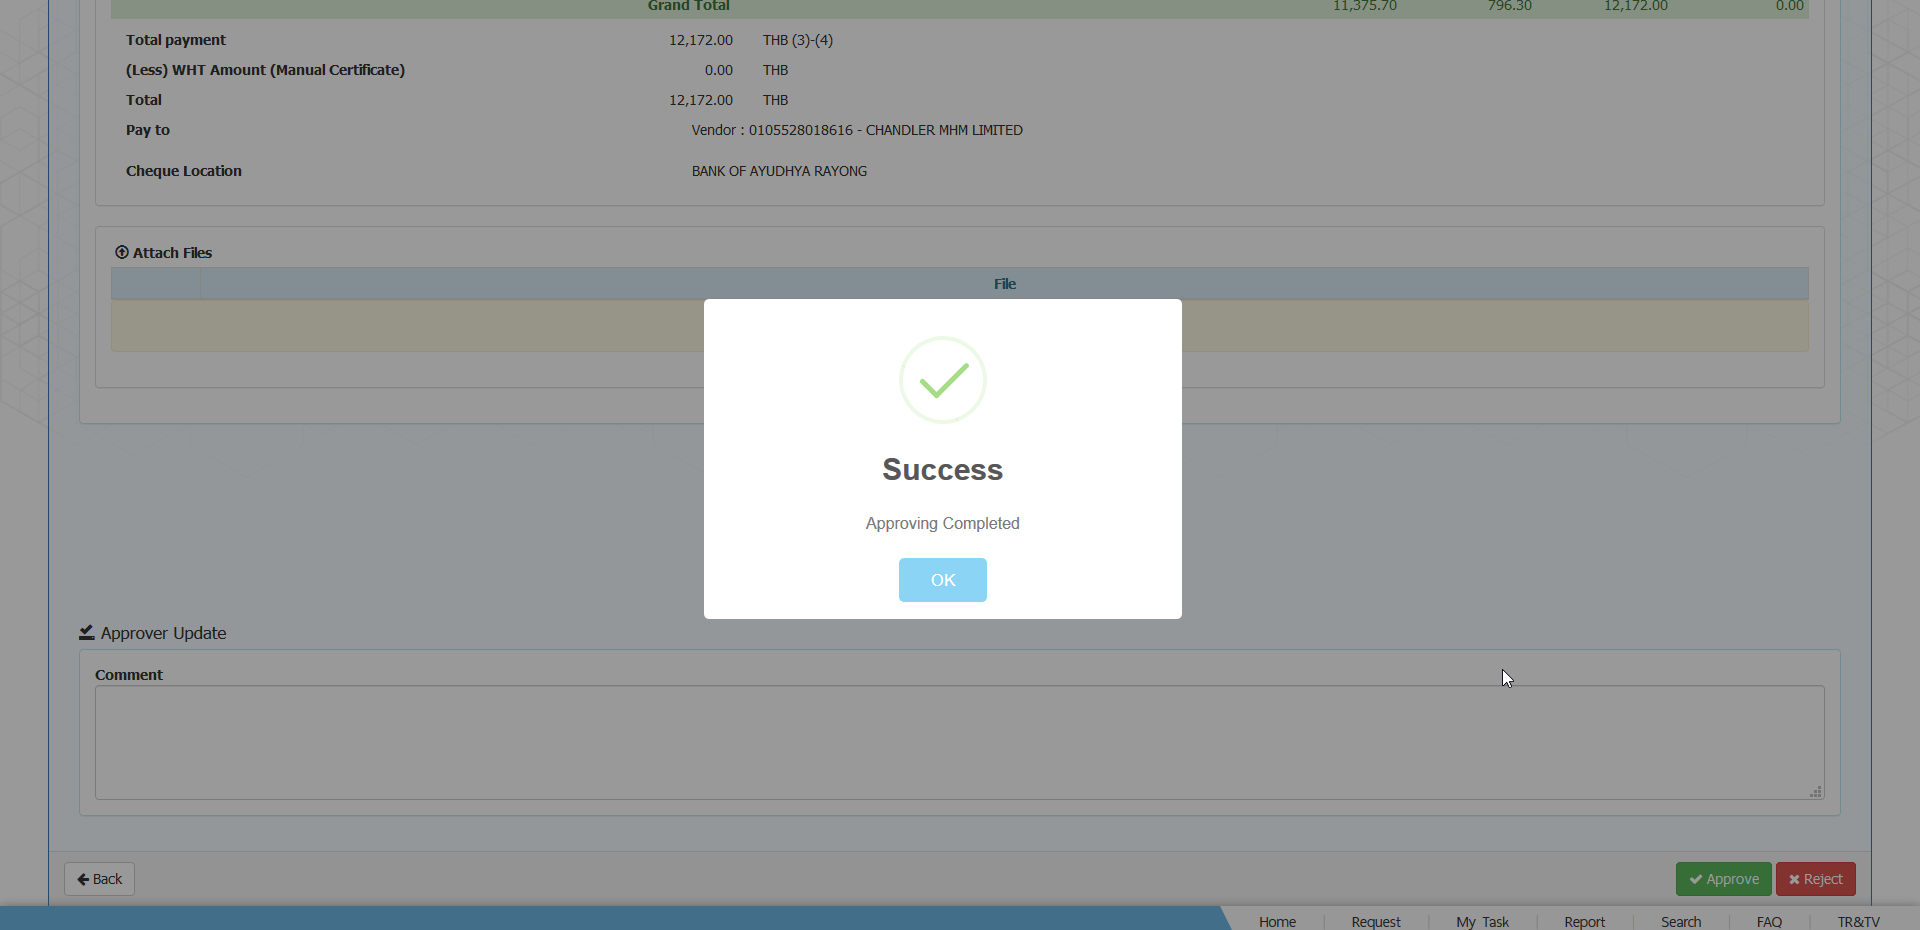 Grand Total 11,375.70 796.30 12,172.00 0.00
Total payment 12,172.00 THB (3)-(4)
(Less) WHT Amount (Manual Certificate) 0.00 THB
Total 12,172.00 THB
Pay to Vendor : 0105528018616 - CHANDLER MHM LIMITED
Cheque Location BANK OF AYUDHYA RAYONG
Attach Files
File
Success
Approving Completed
OK
Approver Update
Comment
Back Approve Reject
Home Request My Task Report Search FAQ TR&TV